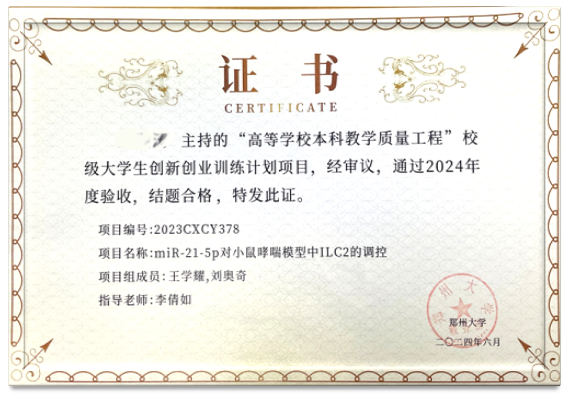 证 书
CERTIFICATE
主持的“高等学校本科教学质量工程”校
级大学生创新创业训练计划项目，经审议，通过2024年
度验收，结题合格，特发此证。
项目编号:2023CXCY378
项目名称:miR-21-5p对小鼠哮喘模型中ILC2的调控
项目组成员:王学耀,刘奥奇
指导老师:李倩如
郑州大学
郑州大学
二〇二四年六月